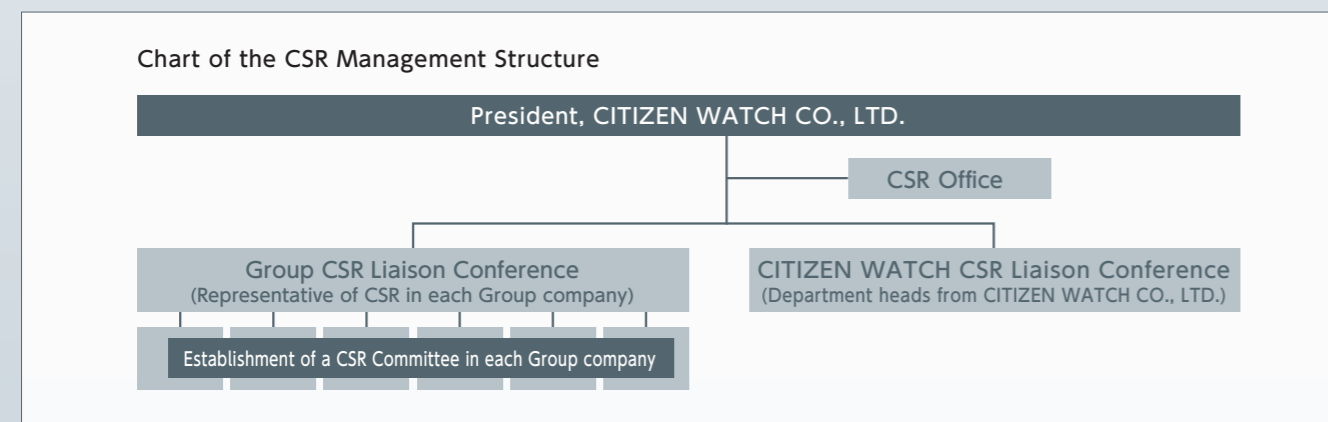 Chart of the CSR Management Structure
President, CITIZEN WATCH CO., LTD.
CSR Office
Group CSR Liaison Conference
(Representative of CSR in each Group company)
CITIZEN WATCH CSR Liaison Conference
(Department heads from CITIZEN WATCH CO., LTD.)
Establishment of a CSR Committee in each Group company